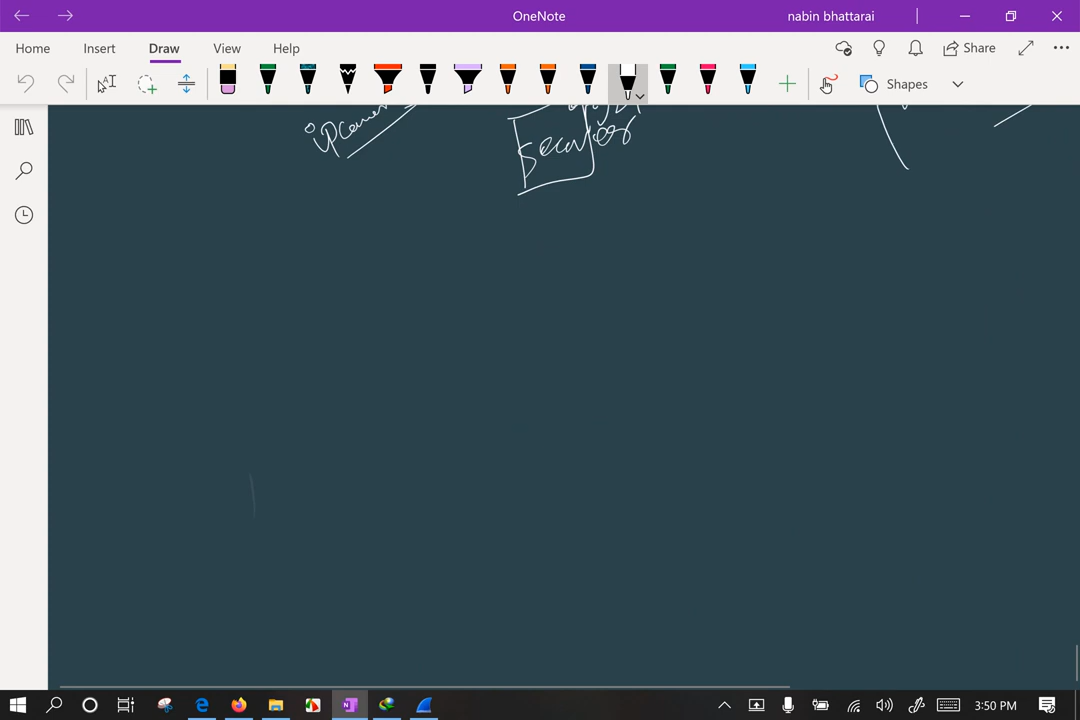 OneNote
nabin bhattarai
Home Insert Draw View Help
Share
Shapes
3:50 PM